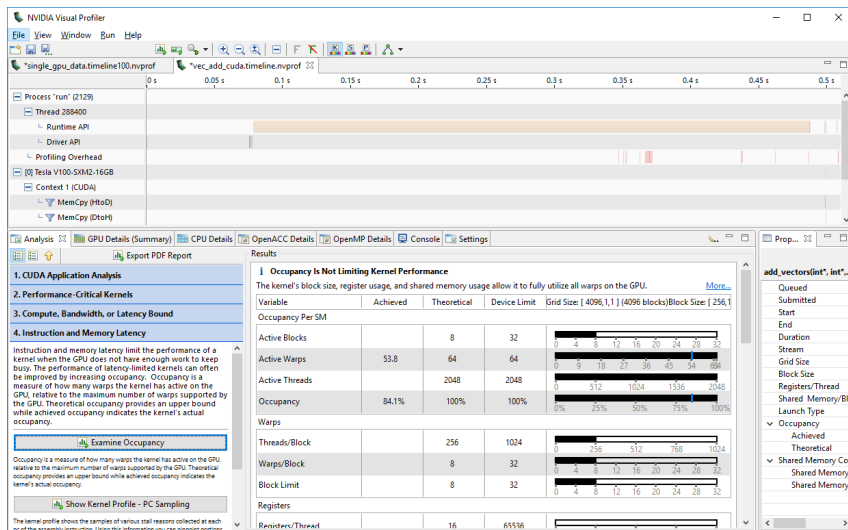 NVIDIA Visual Profiler
File View Window Run Help
*single_gpu_data.timeline100.nvprof
*vec_add_cuda.timeline.nvprof
0 s 0.05 s 0.1 s 0.15 s 0.2 s 0.25 s 0.3 s 0.35 s 0.4 s 0.45 s 0.5 s
Process "run" (2129)
Thread 288400
Runtime API
Driver API
Profiling Overhead
[0] Tesla V100-SXM2-16GB
Context 1 (CUDA)
MemCpy (HtoD)
MemCpy (DtoH)
Analysis GPU Details (Summary) CPU Details OpenACC Details OpenMP Details Console Settings
Export PDF Report
1. CUDA Application Analysis
2. Performance-Critical Kernels
3. Compute, Bandwidth, or Latency Bound
4. Instruction and Memory Latency
Instruction and memory latency limit the performance of a
kernel when the GPU does not have enough work to keep
busy. The performance of latency-limited kernels can often
be improved by increasing occupancy. Occupancy is a
measure of how many warps the kernel has active on the
GPU, relative to the maximum number of warps supported by
the GPU. Theoretical occupancy provides an upper bound
while achieved occupancy indicates the kernel's actual
occupancy.
Examine Occupancy
Occupancy is a measure of how many warps the kernel has active on the GPU,
relative to the maximum number of warps supported by the GPU. Theoretical
occupancy provides an upper bound while achieved occupancy indicates the
kernel's actual occupancy.
Show Kernel Profile - PC Sampling
The kernel profile shows the samples of various stall reasons collected at each
Results
i Occupancy Is Not Limiting Kernel Performance
The kernel's block size, register usage, and shared memory usage allow it to fully utilize all warps on the GPU. More...
Variable Achieved Theoretical Device Limit Grid Size: [ 4096,1,1 ] (4096 blocks)Block Size: [ 256,1
Occupancy Per SM
Active Blocks 8 32
0 4 8 12 16 20 24 28 32
Active Warps 53.8 64 64
0 9 18 27 36 45 54 64
Active Threads 2048 2048
0 512 1024 1536 2048
Occupancy 84.1% 100% 100%
0% 25% 50% 75% 100%
Warps
Threads/Block 256 1024
0 256 512 768 1024
Warps/Block 8 32
0 4 8 12 16 20 24 28 32
Block Limit 8 32
0 4 8 12 16 20 24 28 32
Registers
Registers/Thread 16 65536
Prop...
add_vectors(int*, int*,
Queued
Submitted
Start
End
Duration
Stream
Grid Size
Block Size
Registers/Thread
Shared Memory/Bl
Launch Type
Occupancy
Achieved
Theoretical
Shared Memory Co
Shared Memory
Shared Memory